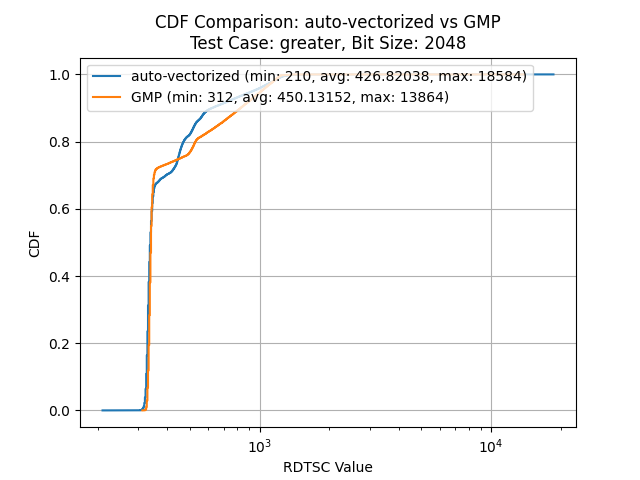 CDF Comparison: auto-vectorized vs GMP
Test Case: greater, Bit Size: 2048
auto-vectorized (min: 210, avg: 426.82038, max: 18584)
GMP (min: 312, avg: 450.13152, max: 13864)
1.0
0.8
0.6
0.4
0.2
0.0
CDF
10³
10⁴
RDTSC Value